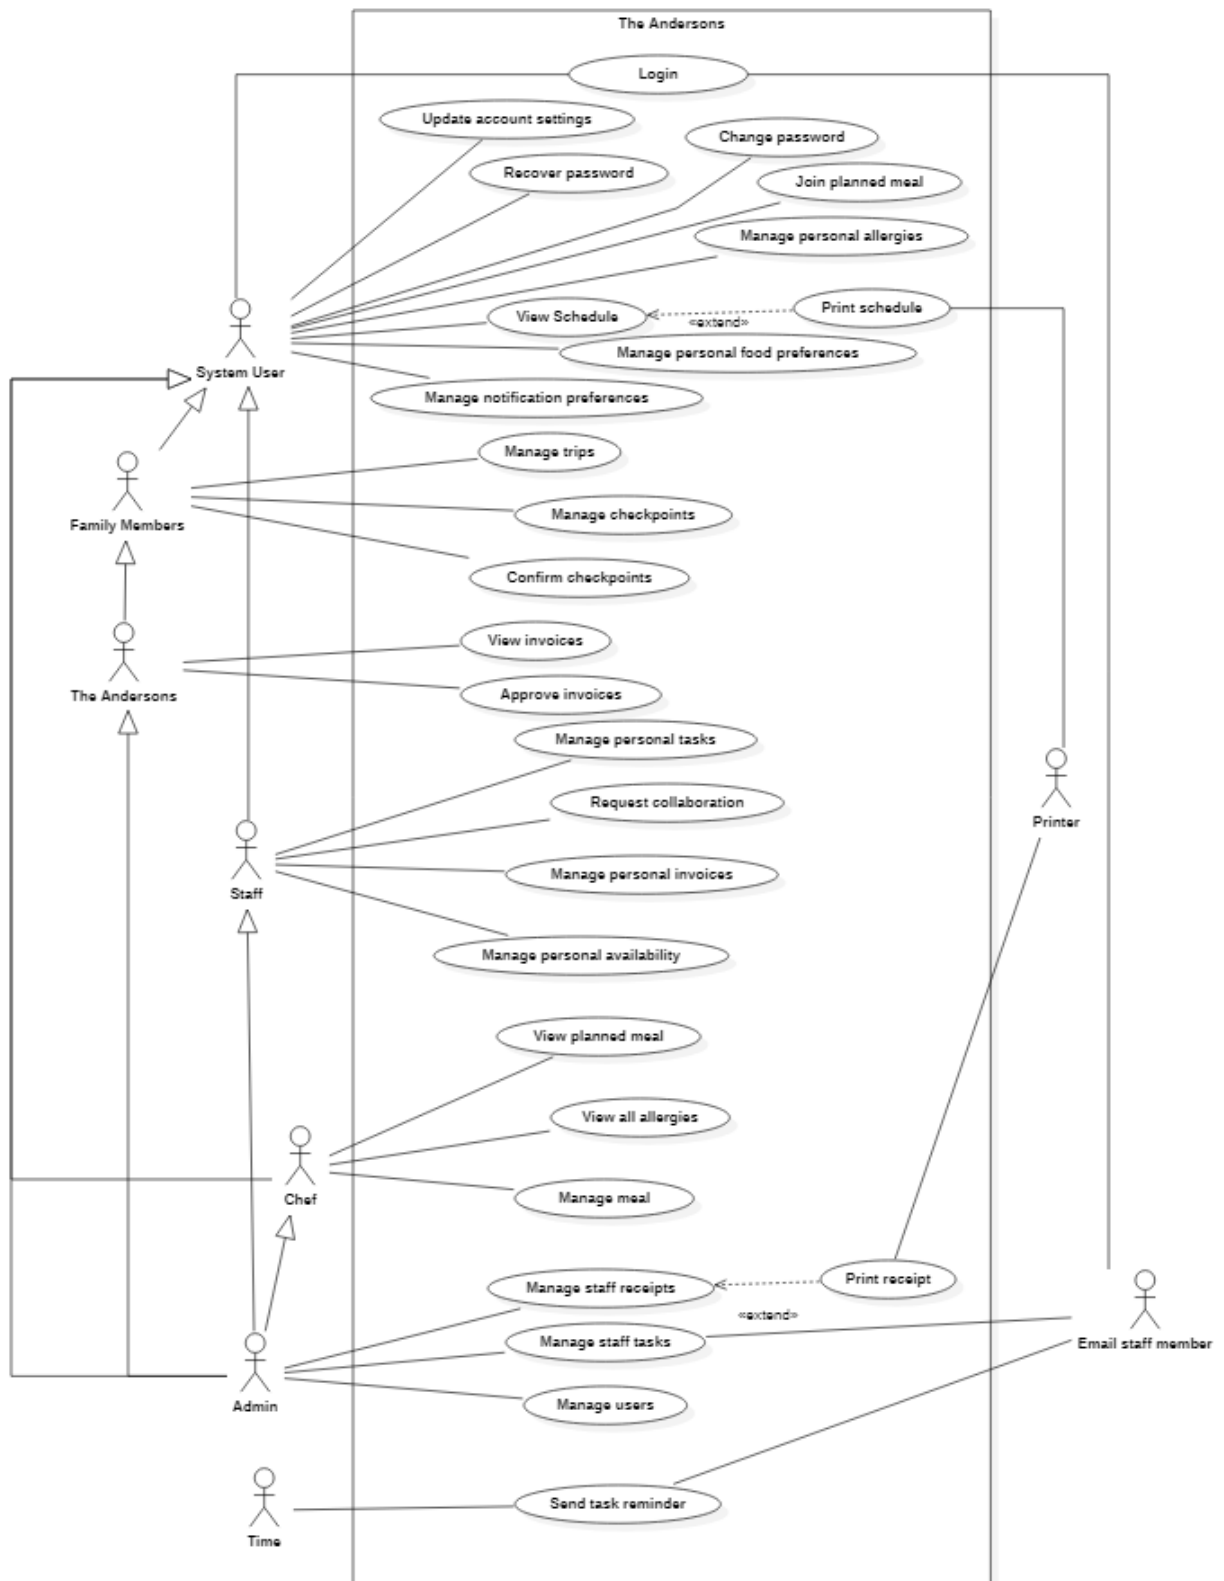 The Andersons
Login
Update account settings
Change password
Recover password
Join planned meal
Manage personal allergies
Print schedule
View Schedule
«extend»
Manage personal food preferences
System User
Manage notification preferences
Manage trips
Manage checkpoints
Family Members
Confirm checkpoints
View invoices
Approve invoices
The Andersons
Manage personal tasks
Request collaboration
Printer
Manage personal invoices
Staff
Manage personal availability
View planned meal
View all allergies
Manage meal
Chef
Print receipt
Manage staff receipts
«extend»
Manage staff tasks
Email staff member
Manage users
Admin
Send task reminder
Time